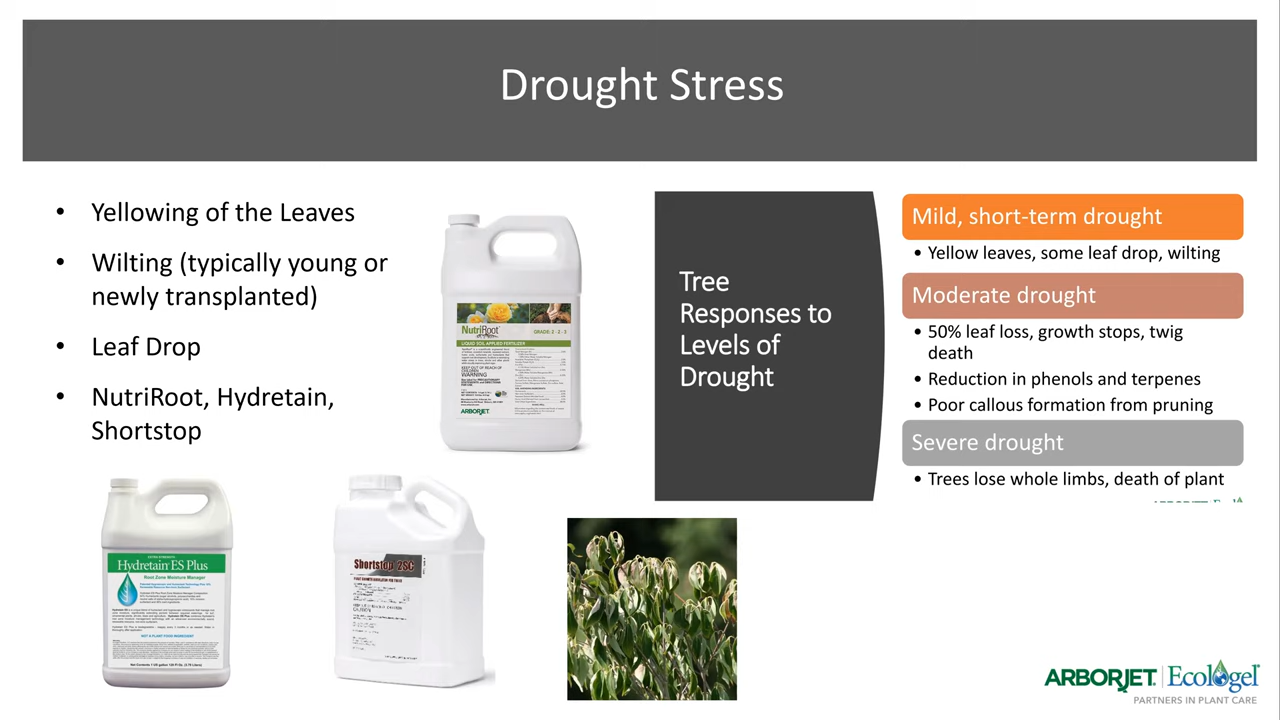 Drought Stress
• Yellowing of the Leaves
• Wilting (typically young or
newly transplanted)
• Leaf Drop
• NutriRoot, Hydretain,
Shortstop
NutriRoot
GRADE: 2 - 2 - 3
LIQUID SOIL APPLIED FERTILIZER
KEEP OUT OF REACH OF
CHILDREN
WARNING
ARBORJET
Tree
Responses to
Levels of
Drought
Mild, short-term drought
• Yellow leaves, some leaf drop, wilting
Moderate drought
• 50% leaf loss, growth stops, twig
death
• Reduction in phenols and terpenes
• Poor callous formation from pruning
Severe drought
• Trees lose whole limbs, death of plant
Hydretain ES Plus
Root Zone Moisture Manager
NOT A PLANT FOOD INGREDIENT
Shortstop 2SC
ARBORJET | Ecologel
PARTNERS IN PLANT CARE